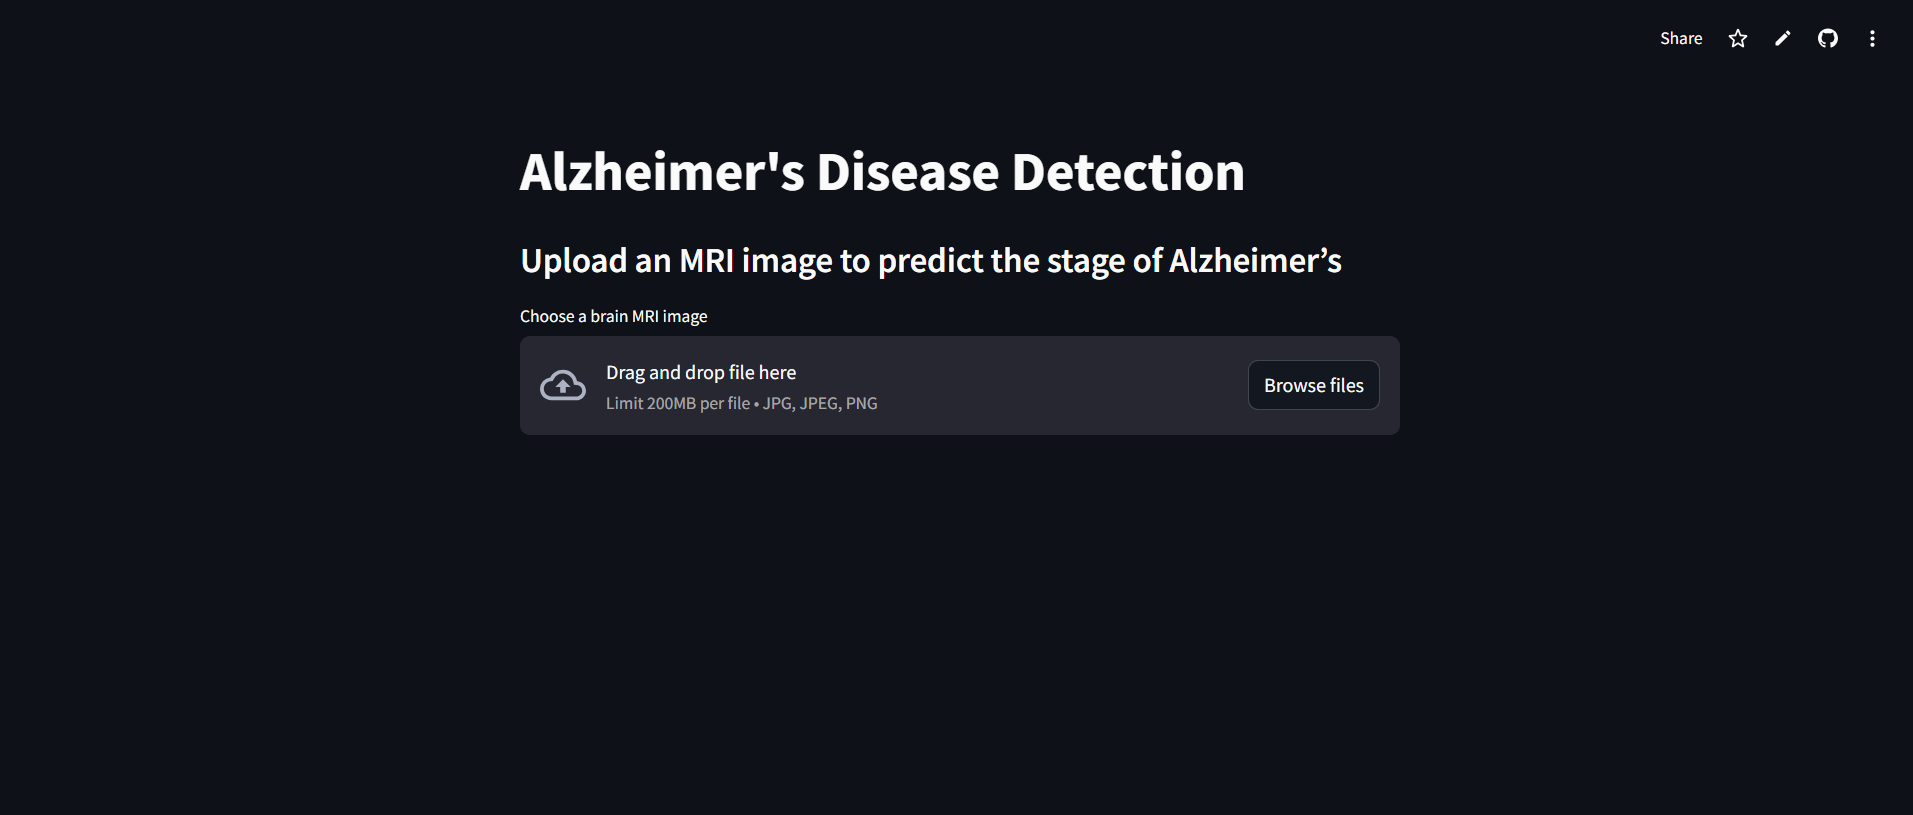 Share
Alzheimer's Disease Detection
Upload an MRI image to predict the stage of Alzheimer’s
Choose a brain MRI image
Drag and drop file here
Limit 200MB per file • JPG, JPEG, PNG
Browse files